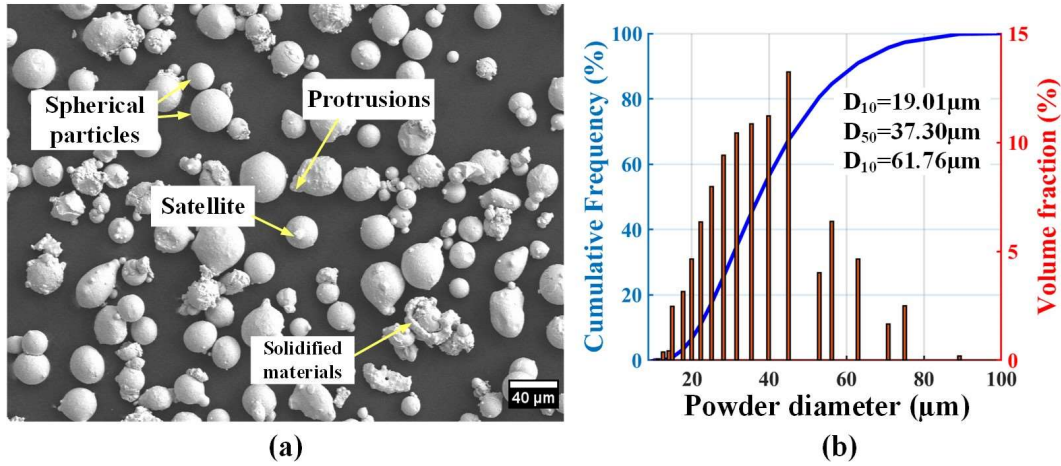 Spherical
particles
Protrusions
Satellite
Solidified
materials
40 µm
(a)
Cumulative Frequency (%)
100
80
60
40
20
0
D10=19.01µm
D50=37.30µm
D10=61.76µm
15
10
5
0
Volume fraction (%)
20 40 60 80 100
Powder diameter (µm)
(b)